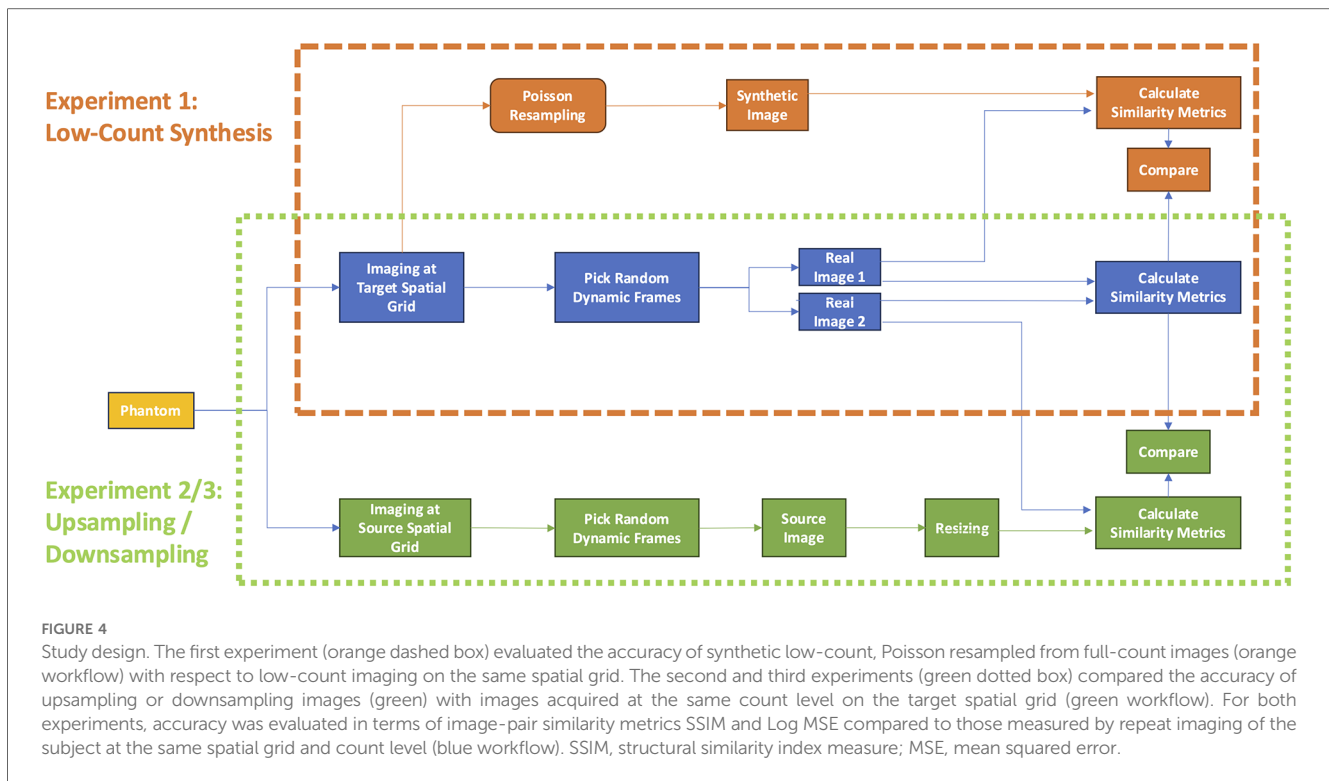 Experiment 1:
Low-Count Synthesis
Poisson
Resampling
Synthetic
Image
Calculate
Similarity Metrics
Compare
Imaging at
Target Spatial
Grid
Pick Random
Dynamic Frames
Real
Image 1
Real
Image 2
Calculate
Similarity Metrics
Phantom
Compare
Experiment 2/3:
Upsampling /
Downsampling
Imaging at
Source Spatial
Grid
Pick Random
Dynamic Frames
Source
Image
Resizing
Calculate
Similarity Metrics
FIGURE 4
Study design. The first experiment (orange dashed box) evaluated the accuracy of synthetic low-count, Poisson resampled from full-count images (orange
workflow) with respect to low-count imaging on the same spatial grid. The second and third experiments (green dotted box) compared the accuracy of
upsampling or downsampling images (green) with images acquired at the same count level on the target spatial grid (green workflow). For both
experiments, accuracy was evaluated in terms of image-pair similarity metrics SSIM and Log MSE compared to those measured by repeat imaging of the
subject at the same spatial grid and count level (blue workflow). SSIM, structural similarity index measure; MSE, mean squared error.